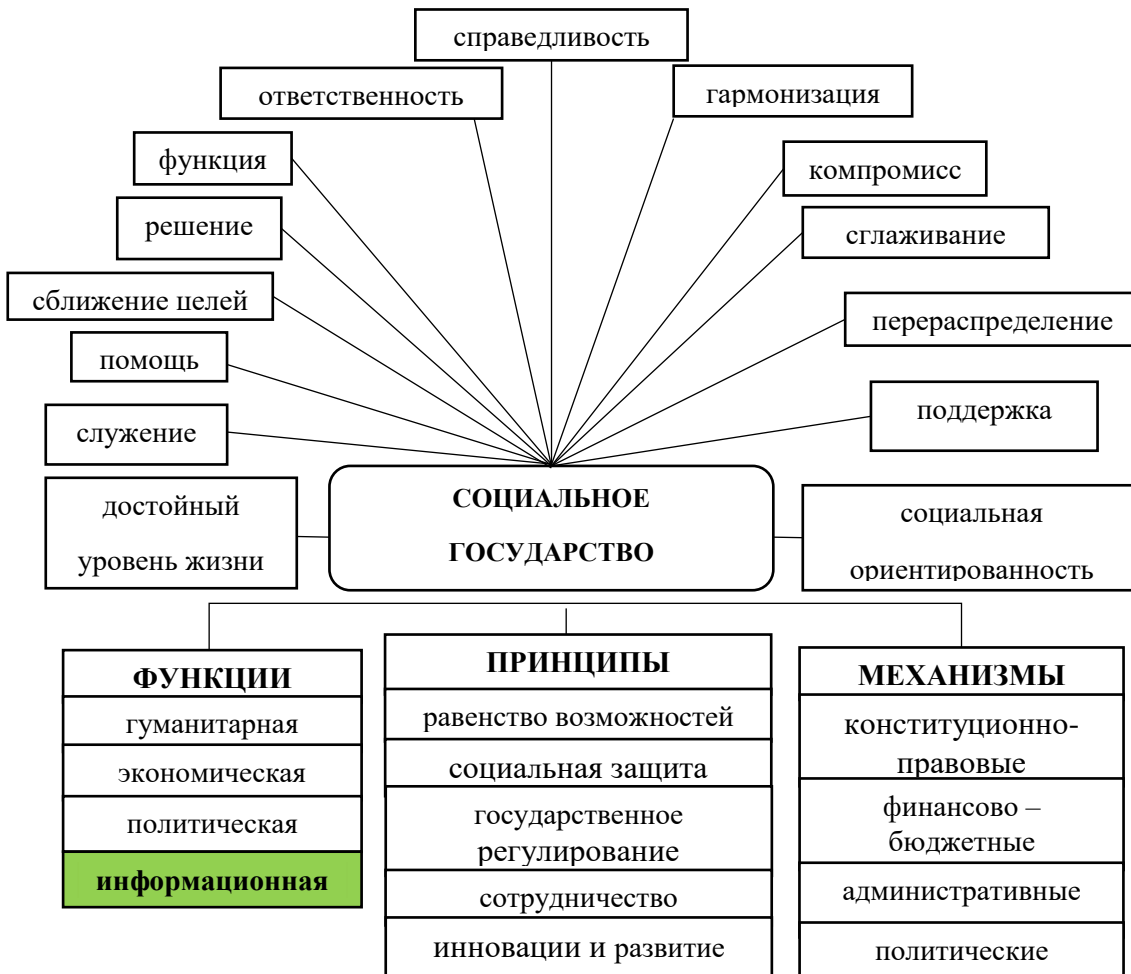 справедливость
ответственность
гармонизация
функция
компромисс
решение
сглаживание
сближение целей
перераспределение
помощь
поддержка
служение
достойный
уровень жизни
СОЦИАЛЬНОЕ
ГОСУДАРСТВО
социальная
ориентированность
ФУНКЦИИ
гуманитарная
экономическая
политическая
информационная
ПРИНЦИПЫ
равенство возможностей
социальная защита
государственное
регулирование
сотрудничество
инновации и развитие
МЕХАНИЗМЫ
конституционно-
правовые
финансово –
бюджетные
административные
политические